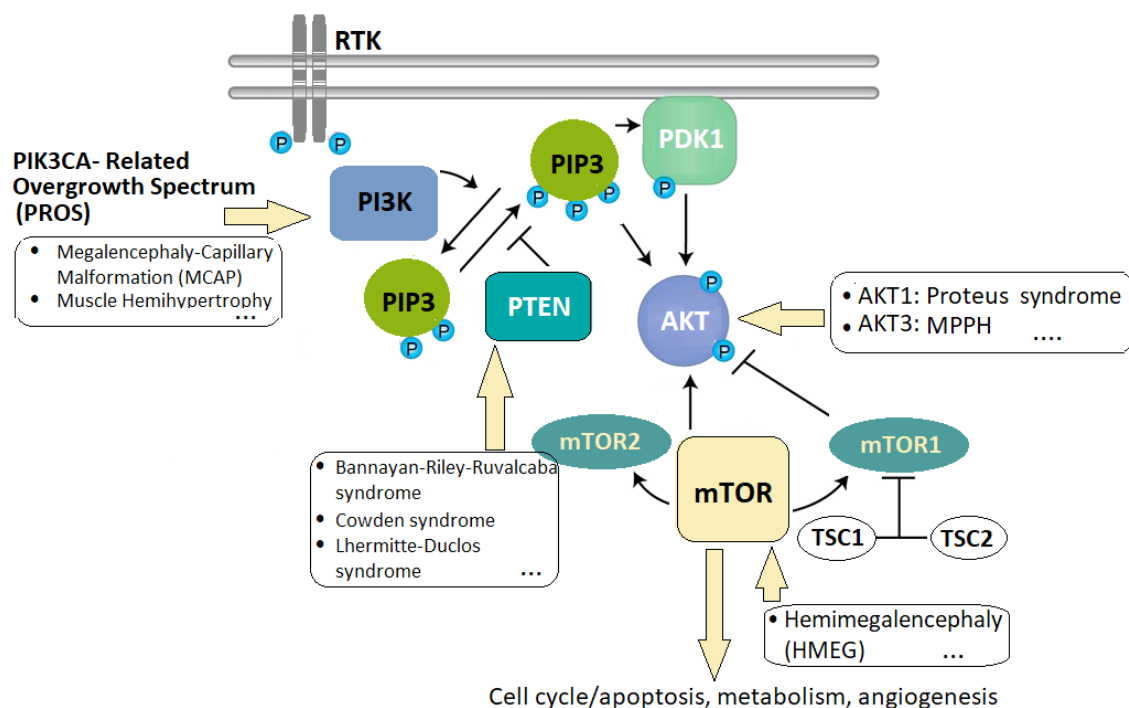 RTK
P
P
PIK3CA- Related
Overgrowth Spectrum
(PROS)
• Megalencephaly-Capillary
Malformation (MCAP)
• Muscle Hemihypertrophy
...
PI3K
PIP3
P
P
P
PDK1
P
PIP3
P
P
PTEN
AKT
P
P
• AKT1: Proteus syndrome
• AKT3: MPPH
....
mTOR2
mTOR1
mTOR
TSC1
TSC2
• Bannayan-Riley-Ruvalcaba
syndrome
• Cowden syndrome
• Lhermitte-Duclos
syndrome ...
• Hemimegalencephaly
(HMEG) ...
Cell cycle/apoptosis, metabolism, angiogenesis